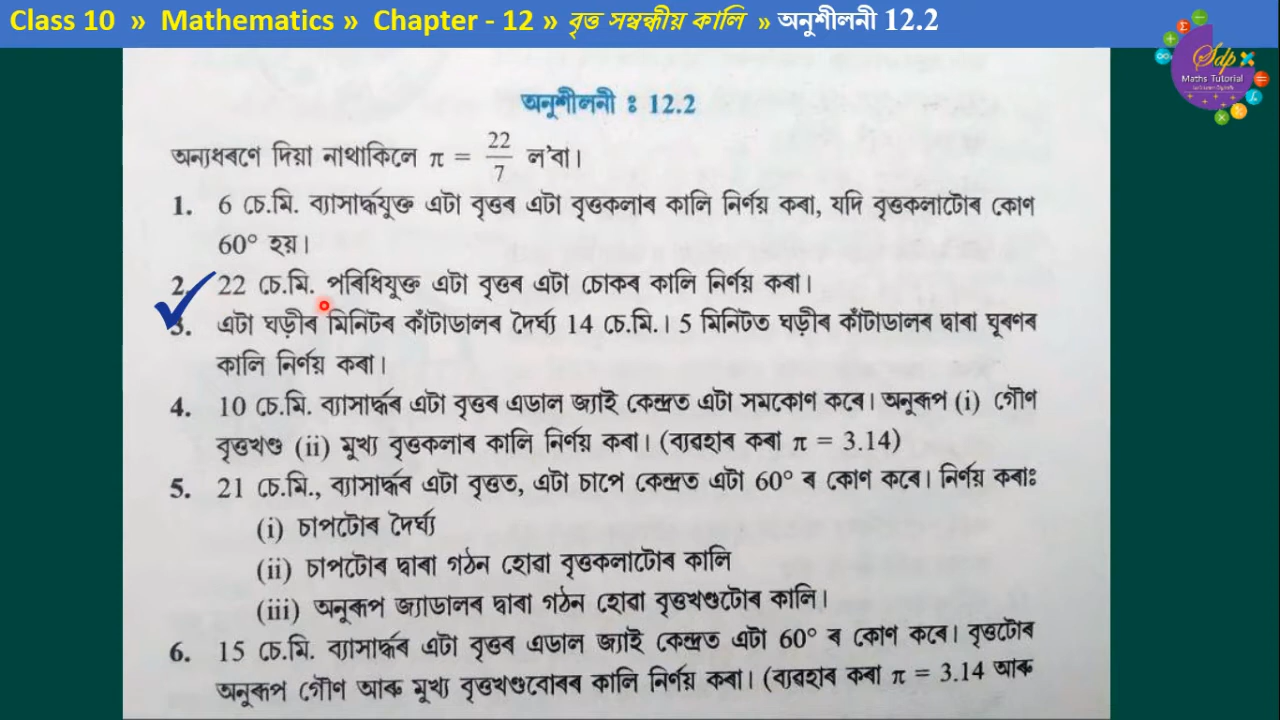 Class 10 » Mathematics » Chapter - 12 » বৃত্ত সম্বন্ধীয় কালি » অনুশীলনী 12.2
Sdp
Maths Tutorial
অনুশীলনী : 12.2
অন্যধৰণে দিয়া নাথাকিলে π = 22/7 ল’বা।
1. 6 চে.মি. ব্যাসাৰ্দ্ধযুক্ত এটা বৃত্তৰ এটা বৃত্তকলাৰ কালি নিৰ্ণয় কৰা, যদি বৃত্তকলাটোৰ কোণ
60° হয়।
2. 22 চে.মি. পৰিধিযুক্ত এটা বৃত্তৰ এটা চোকৰ কালি নিৰ্ণয় কৰা।
3. এটা ঘড়ীৰ মিনিটৰ কাঁটাডালৰ দৈৰ্ঘ্য 14 চে.মি.। 5 মিনিটত ঘড়ীৰ কাঁটাডালৰ দ্বাৰা ঘূৰণৰ
কালি নিৰ্ণয় কৰা।
4. 10 চে.মি. ব্যাসাৰ্দ্ধৰ এটা বৃত্তৰ এডাল জ্যাই কেন্দ্ৰত এটা সমকোণ কৰে। অনুৰূপ (i) গৌণ
বৃত্তখণ্ড (ii) মুখ্য বৃত্তকলাৰ কালি নিৰ্ণয় কৰা। (ব্যৱহাৰ কৰা π = 3.14)
5. 21 চে.মি., ব্যাসাৰ্দ্ধৰ এটা বৃত্তত, এটা চাপে কেন্দ্ৰত এটা 60° ৰ কোণ কৰে। নিৰ্ণয় কৰাঃ
(i) চাপটোৰ দৈৰ্ঘ্য
(ii) চাপটোৰ দ্বাৰা গঠন হোৱা বৃত্তকলাটোৰ কালি
(iii) অনুৰূপ জ্যাডালৰ দ্বাৰা গঠন হোৱা বৃত্তখণ্ডটোৰ কালি।
6. 15 চে.মি. ব্যাসাৰ্দ্ধৰ এটা বৃত্তৰ এডাল জ্যাই কেন্দ্ৰত এটা 60° ৰ কোণ কৰে। বৃত্তটোৰ
অনুৰূপ গৌণ আৰু মুখ্য বৃত্তখণ্ডবোৰৰ কালি নিৰ্ণয় কৰা। (ব্যৱহাৰ কৰা π = 3.14 আৰু